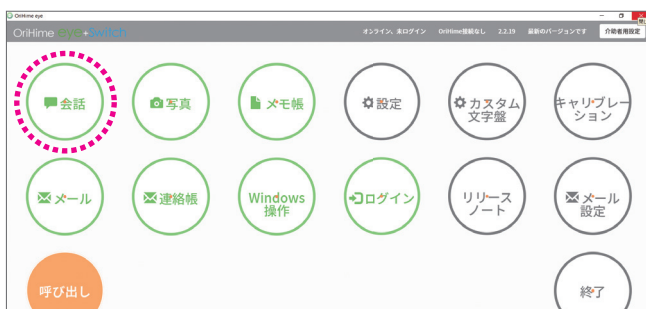 OriHime eye
OriHime eye+Switch
オンライン、未ログイン OriHime接続なし 2.2.19 最新のバージョンです 介助者用設定
会話
写真
メモ帳
設定
カスタム
文字盤
キャリブレー
ション
メール
連絡帳
Windows
操作
ログイン
リリース
ノート
メール
設定
呼び出し
終了